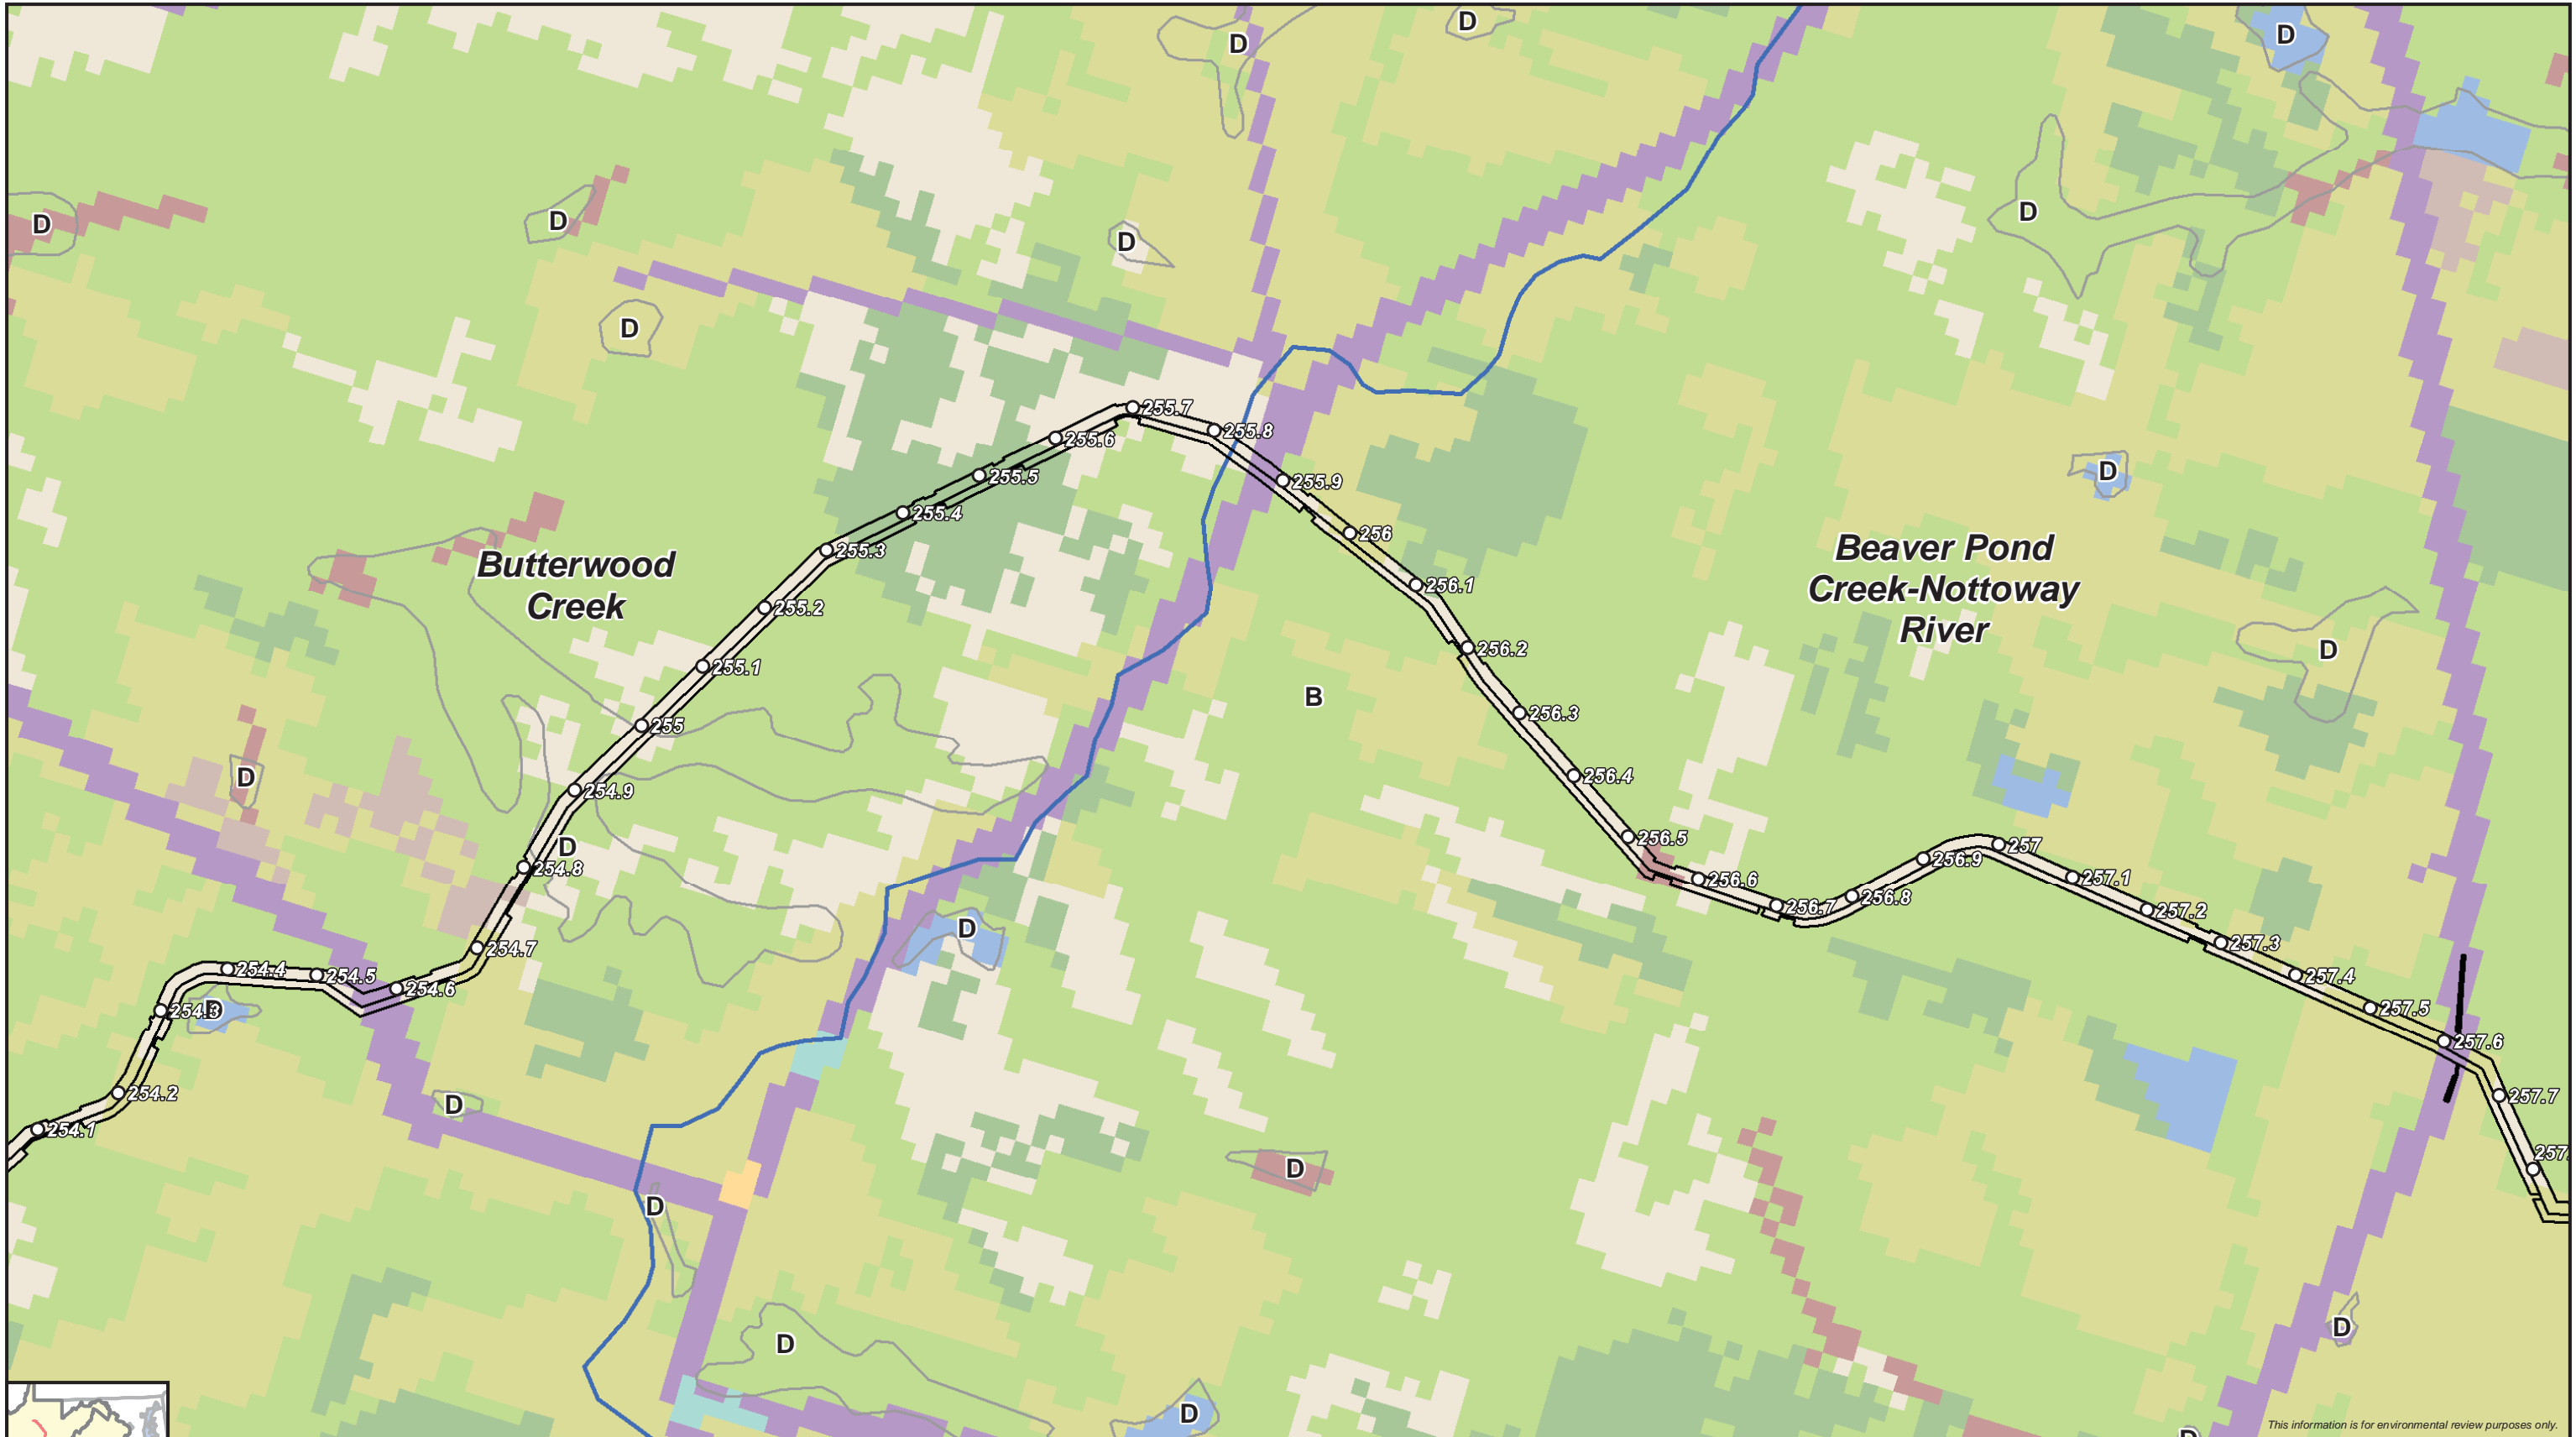 D
D
D
D
D
D
D
D
D
D
255.7
255.8
255.6
255.9
255.5
255.4
256
255.3
Butterwood
Creek
Beaver Pond
Creek-Nottoway
River
256.1
255.2
256.2
D
255.1
B
256.3
255
D
256.4
254.9
256.5
D
254.8
257
256.9
256.6
257.1
256.8
256.7
257.2
D
254.7
257.3
254.4
254.5
257.4
254.6
254.3
D
257.5
257.6
254.2
D
257.7
254.1
257.
D
D
D
D
D
This information is for environmental review purposes only.
D